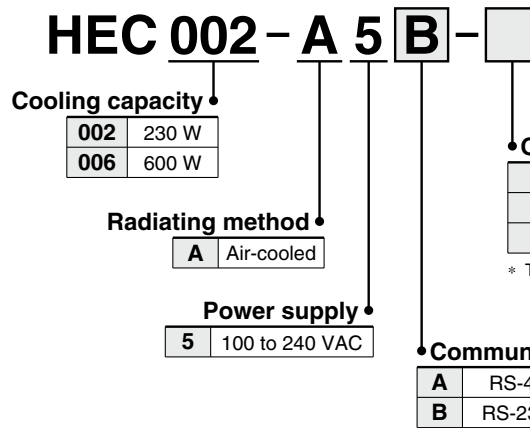 HEC 002 - A 5 B -
Cooling capacity
002 230 W
006 600 W
Radiating method
A Air-cooled
Power supply
5 100 to 240 VAC
A
B